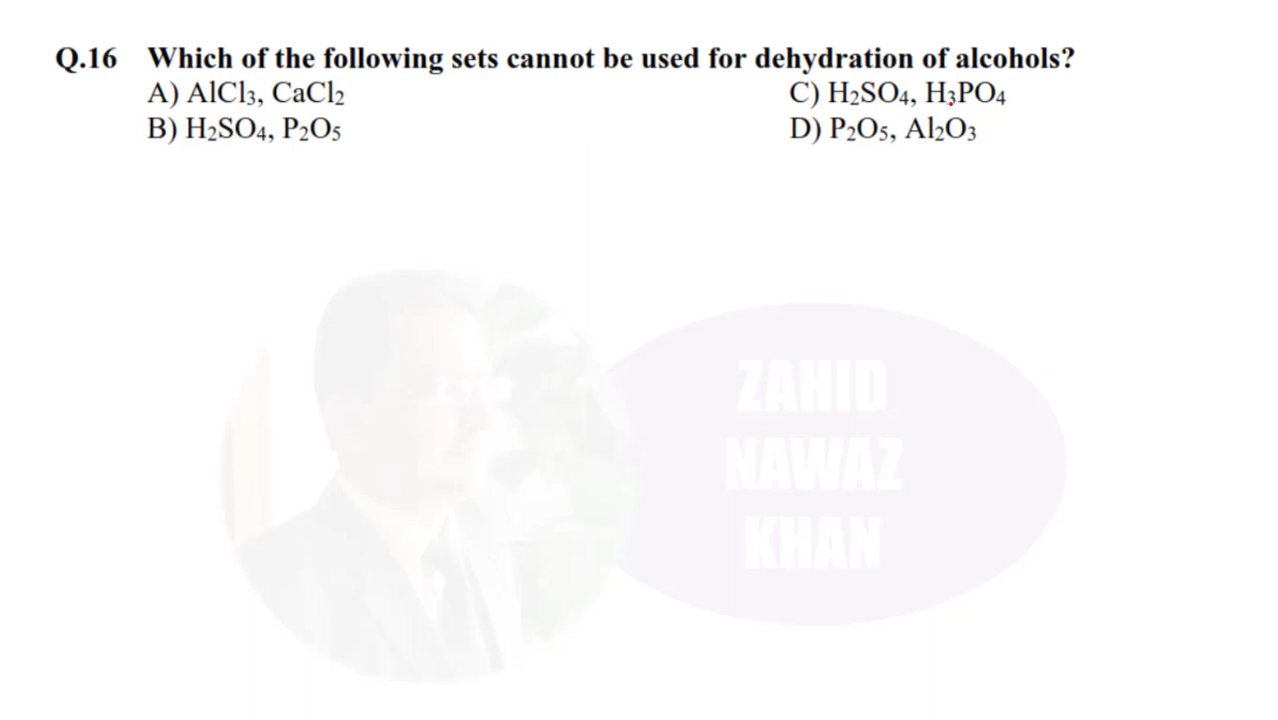 Q.16 Which of the following sets cannot be used for dehydration of alcohols?
A) AlCl₃, CaCl₂ C) H₂SO₄, H₃PO₄
B) H₂SO₄, P₂O₅ D) P₂O₅, Al₂O₃
ZAHID
NAWAZ
KHAN